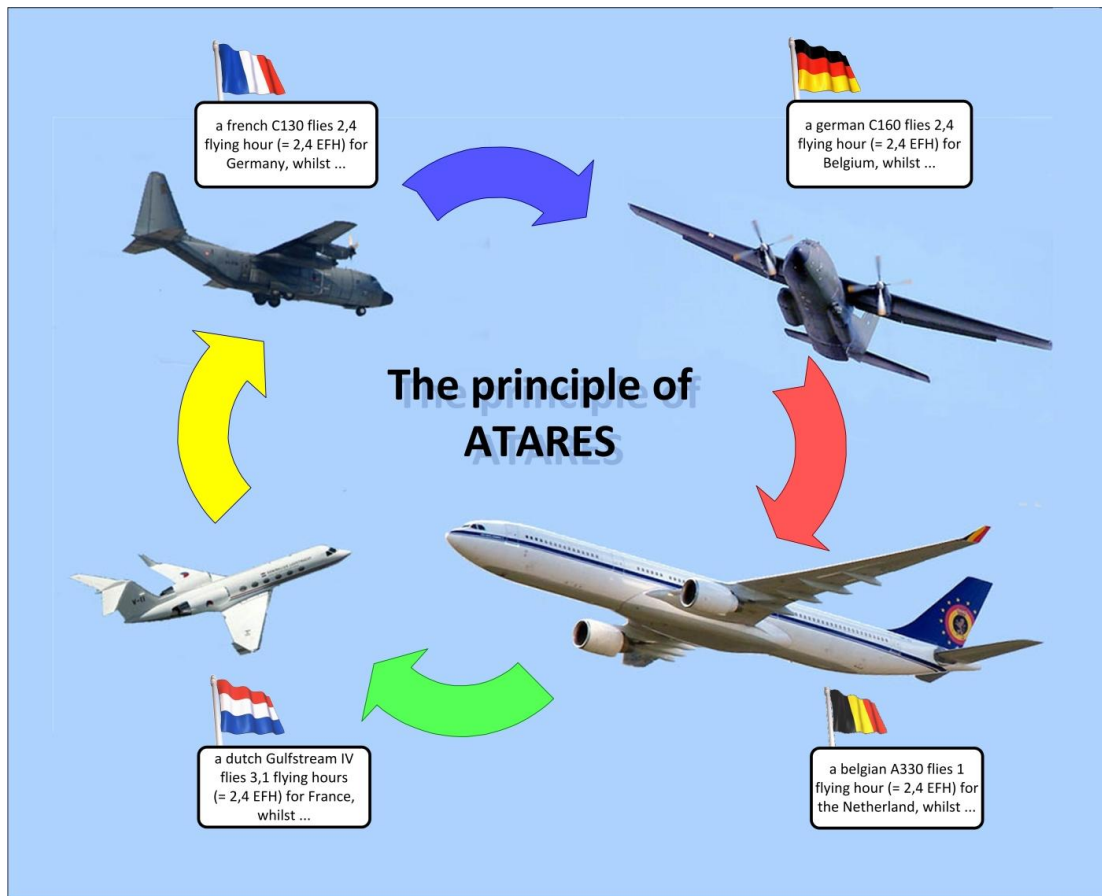 a french C130 flies 2,4
flying hour (= 2,4 EFH) for
Germany, whilst ...
a german C160 flies 2,4
flying hour (= 2,4 EFH) for
Belgium, whilst ...
The principle of
ATARES
a dutch Gulfstream IV
flies 3,1 flying hours
(= 2,4 EFH) for France,
whilst ...
a belgian A330 flies 1
flying hour (= 2,4 EFH) for
the Netherland, whilst ...